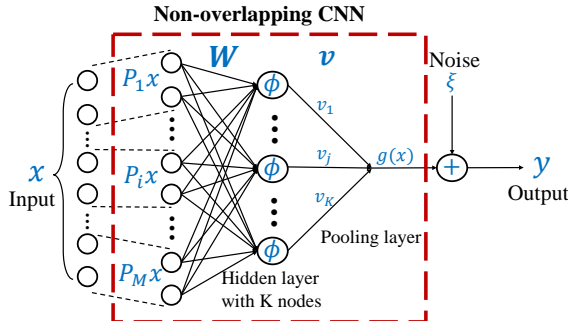 Non-overlapping CNN
W
v
Noise
ξ
P₁x
ϕ
v₁
x
Input
Pᵢx
ϕ
vⱼ
g(x)
+
y
Output
v_K
ϕ
Pooling layer
P_Mx
Hidden layer
with K nodes